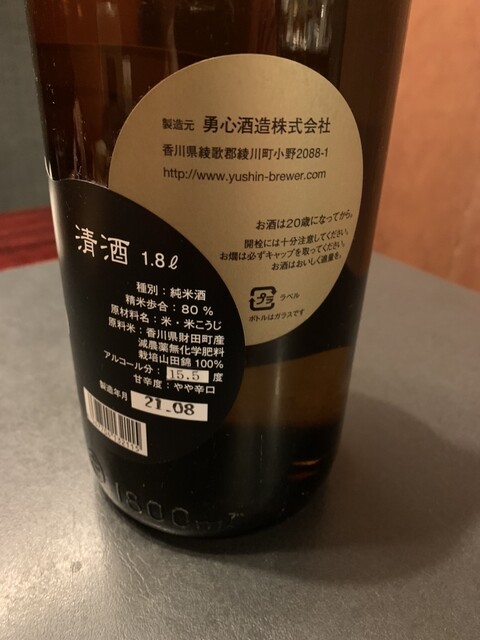 製造元 勇心酒造株式会社
香川県綾歌郡綾川町小野2088-1
http://www.yushin-brewer.com
お酒は20歳になってから。
開栓には十分注意してください。
お燗は必ずキャップを取ってください。
お酒はおいしく適量を。
プラ ラベル
ボトルはガラスです
清酒 1.8ℓ
種別：純米酒
精米歩合：80 %
原材料名：米・米こうじ
原料米：香川県財田町産
減農薬無化学肥料
栽培山田錦 100%
アルコール分：15.5 度
甘辛度：やや辛口
製造年月 21.08
1800